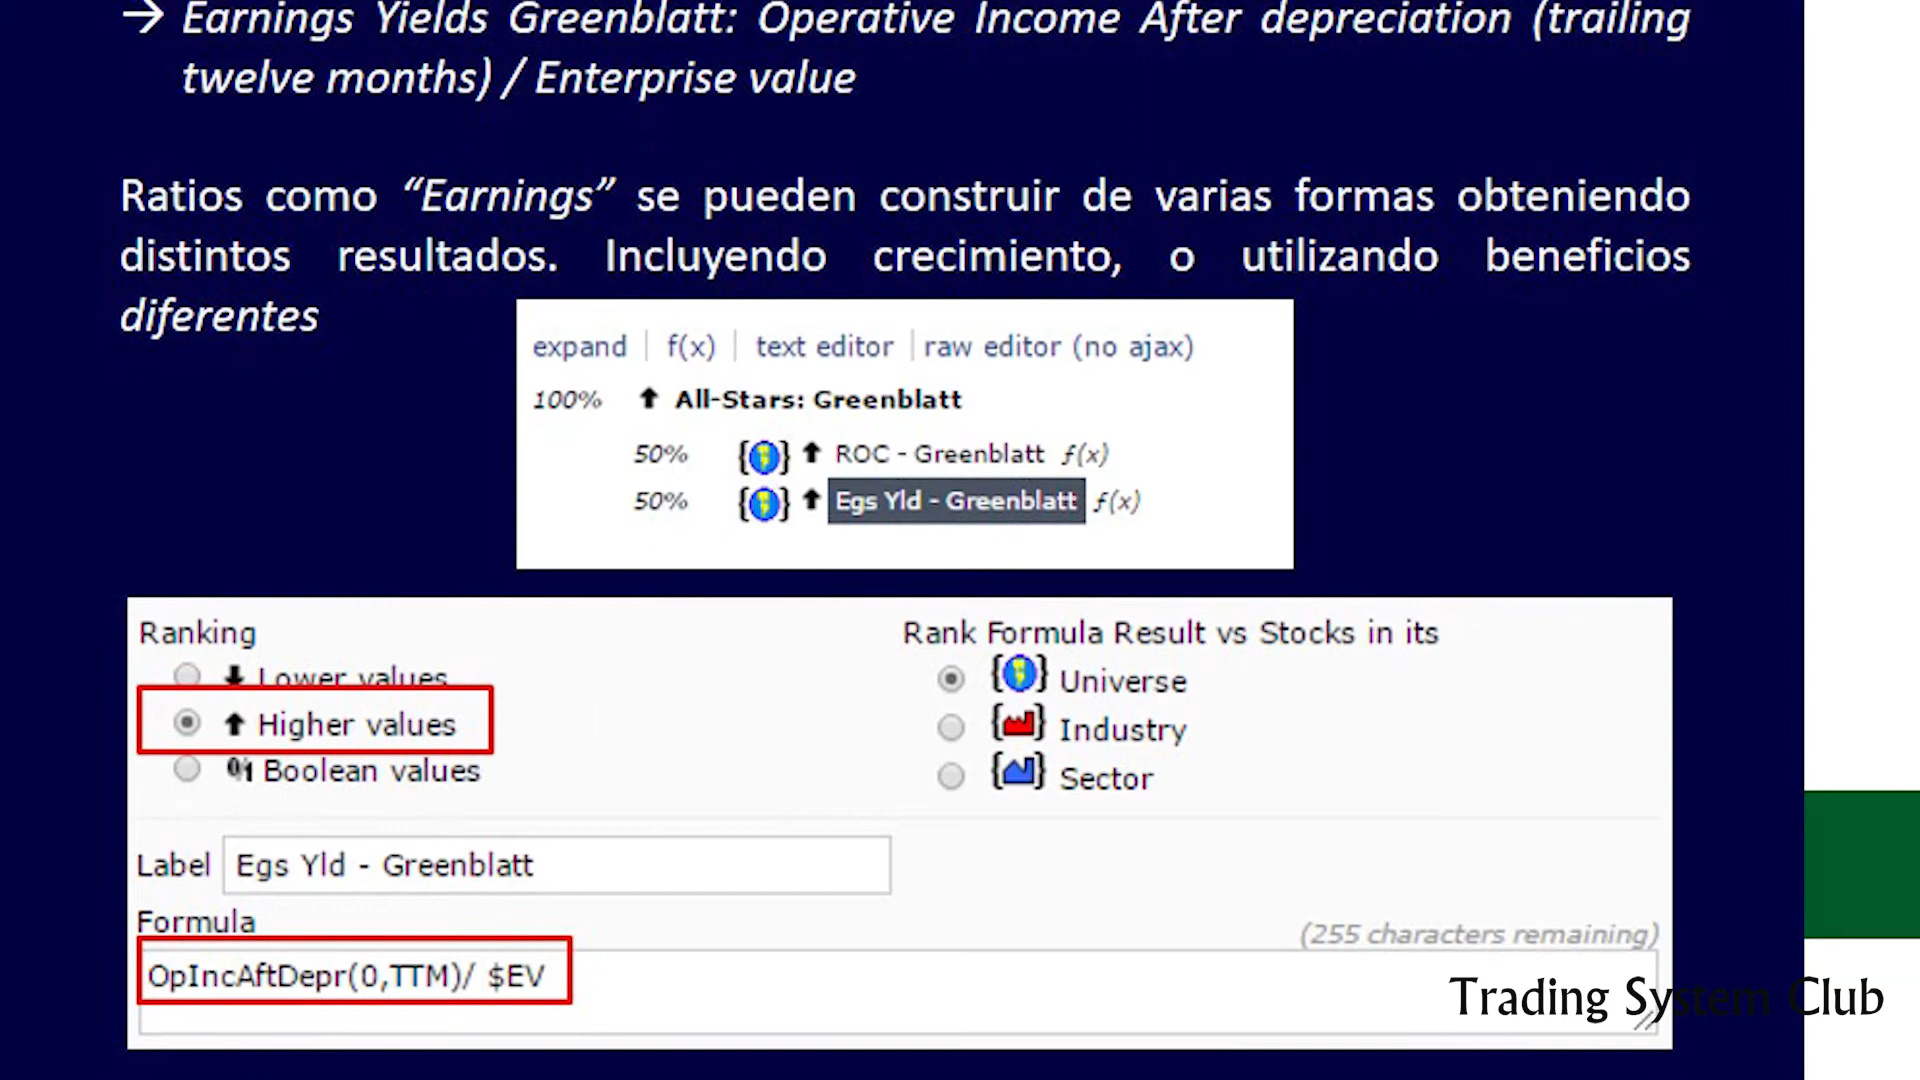 → Earnings Yields Greenblatt: Operative Income After depreciation (trailing
twelve months) / Enterprise value
Ratios como “Earnings” se pueden construir de varias formas obteniendo
distintos resultados. Incluyendo crecimiento, o utilizando beneficios
diferentes
expand | f(x) | text editor | raw editor (no ajax)
100% All-Stars: Greenblatt
50% ROC - Greenblatt f(x)
50% Egs Yld - Greenblatt f(x)
Ranking
Lower values
Higher values
0/1 Boolean values
Rank Formula Result vs Stocks in its
Universe
Industry
Sector
Label Egs Yld - Greenblatt
Formula
(255 characters remaining)
OpIncAftDepr(0,TTM)/ $EV
Trading System Club